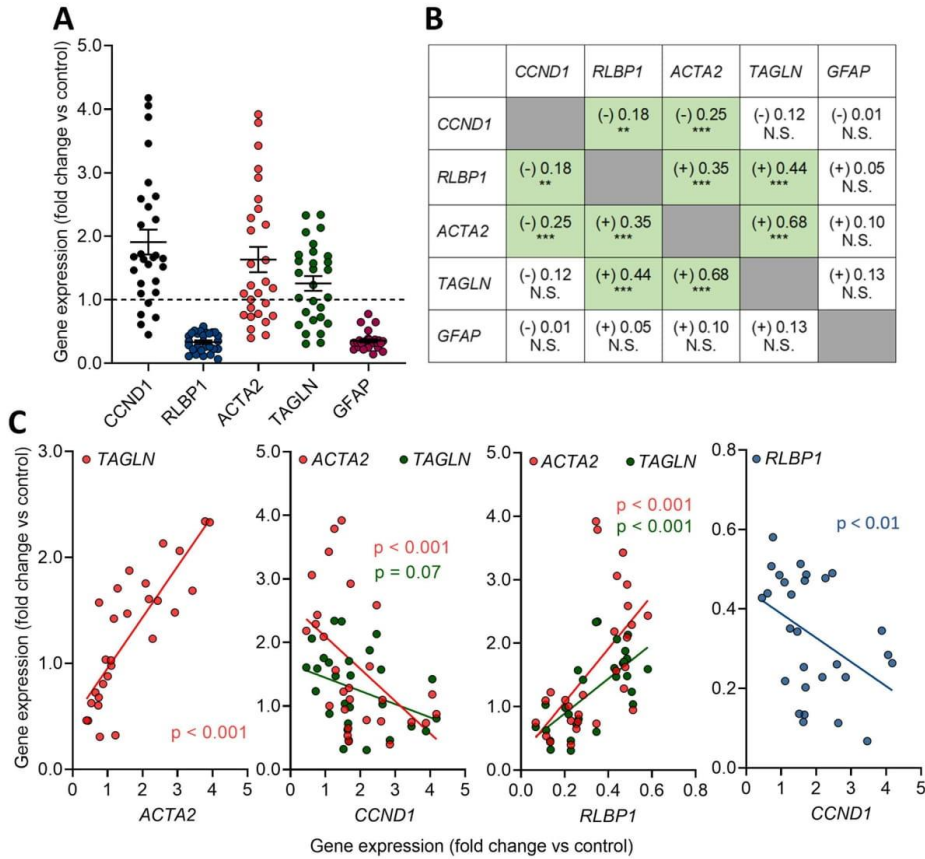 A
Gene expression (fold change vs control)
5.0
4.0
3.0
2.0
1.0
0.0
CCND1
RLBP1
ACTA2
TAGLN
GFAP
B
CCND1 RLBP1 ACTA2 TAGLN GFAP
CCND1 (-) 0.18 (-) 0.25 (-) 0.12 (-) 0.01
** *** N.S. N.S.
RLBP1 (-) 0.18 (+) 0.35 (+) 0.44 (+) 0.05
** *** *** N.S.
ACTA2 (-) 0.25 (+) 0.35 (+) 0.68 (+) 0.10
*** *** *** N.S.
TAGLN (-) 0.12 (+) 0.44 (+) 0.68 (+) 0.13
N.S. *** *** N.S.
GFAP (-) 0.01 (+) 0.05 (+) 0.10 (+) 0.13
N.S. N.S. N.S. N.S.
C
Gene expression (fold change vs control)
3.0
2.0
1.0
0.0
TAGLN
p < 0.001
0 1 2 3 4 5
ACTA2
5.0
4.0
3.0
2.0
1.0
0.0
ACTA2 TAGLN
p < 0.001
p = 0.07
0 1 2 3 4 5
CCND1
5.0
4.0
3.0
2.0
1.0
0.0
ACTA2 TAGLN
p < 0.001
p < 0.001
0.0 0.2 0.4 0.6 0.8
RLBP1
0.8
0.6
0.4
0.2
0.0
RLBP1
p < 0.01
0 1 2 3 4 5
CCND1
Gene expression (fold change vs control)